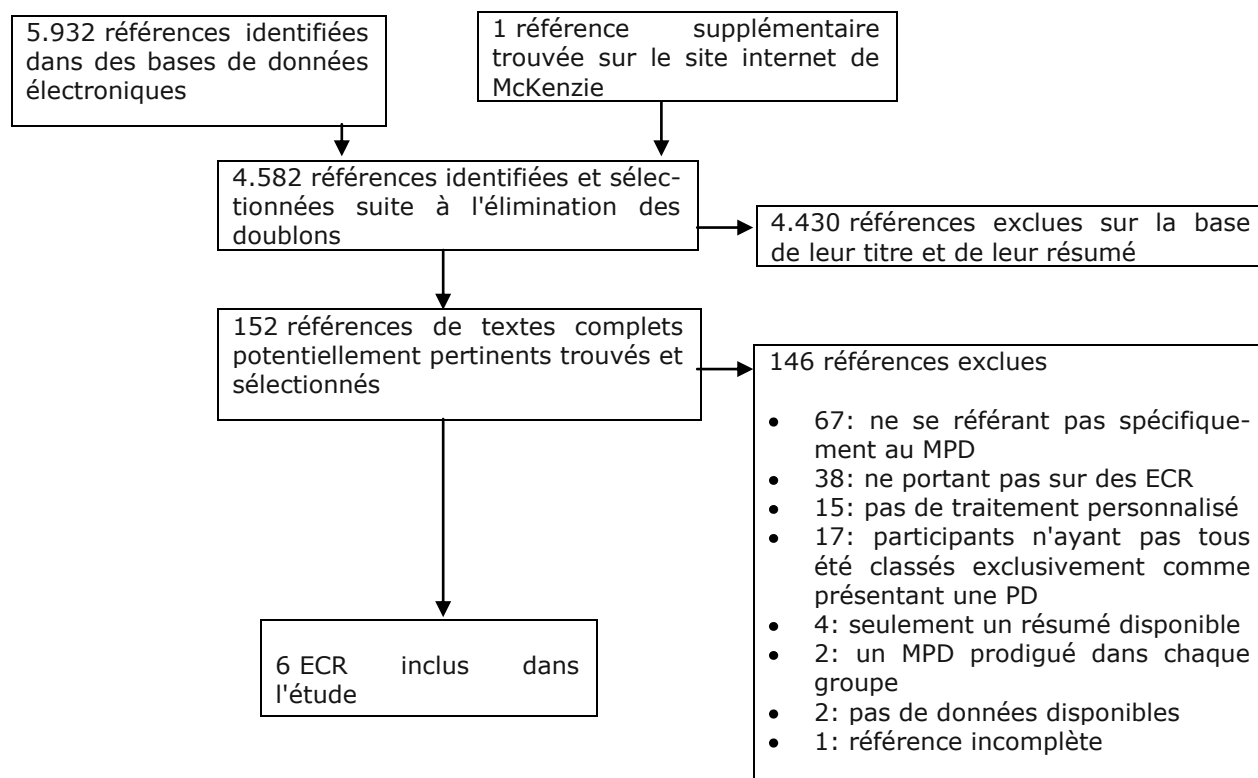 5.932 références identifiées
dans des bases de données
électroniques
1 référence supplémentaire
trouvée sur le site internet de
McKenzie
4.582 références identifiées et sélec-
tionnées suite à l'élimination des
doublons
4.430 références exclues sur la base
de leur titre et de leur résumé
152 références de textes complets
potentiellement pertinents trouvés et
sélectionnés
146 références exclues
• 67: ne se référant pas spécifique-
ment au MPD
• 38: ne portant pas sur des ECR
• 15: pas de traitement personnalisé
• 17: participants n'ayant pas tous
été classés exclusivement comme
présentant une PD
• 4: seulement un résumé disponible
• 2: un MPD prodigué dans chaque
groupe
• 2: pas de données disponibles
• 1: référence incomplète
6 ECR inclus dans
l'étude